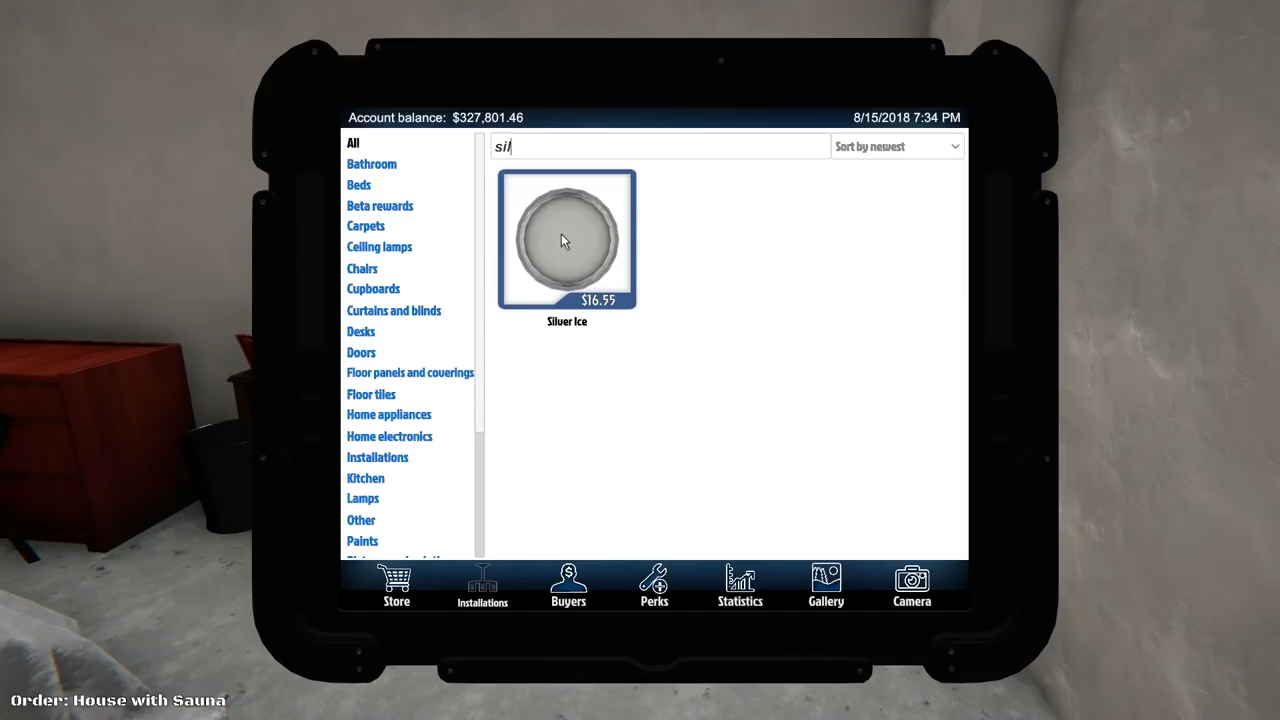 Account balance: $327,801.46
8/15/2018 7:34 PM
sil
Sort by newest
All
Bathroom
Beds
Beta rewards
Carpets
Ceiling lamps
Chairs
Cupboards
Curtains and blinds
Desks
Doors
Floor panels and coverings
Floor tiles
Home appliances
Home electronics
Installations
Kitchen
Lamps
Other
Paints
$16.55
Silver Ice
Store
Installations
Buyers
Perks
Statistics
Gallery
Camera
Order: House with Sauna